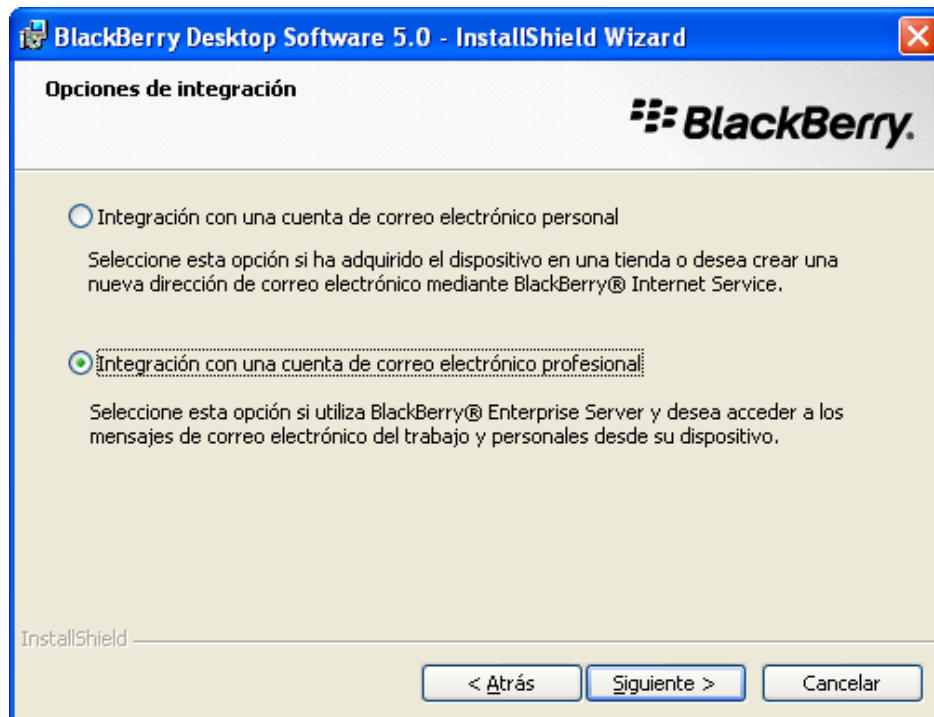 BlackBerry Desktop Software 5.0 - InstallShield Wizard
Opciones de integración
BlackBerry.
Integración con una cuenta de correo electrónico personal
Seleccione esta opción si ha adquirido el dispositivo en una tienda o desea crear una
nueva dirección de correo electrónico mediante BlackBerry® Internet Service.
Integración con una cuenta de correo electrónico profesional
Seleccione esta opción si utiliza BlackBerry® Enterprise Server y desea acceder a los
mensajes de correo electrónico del trabajo y personales desde su dispositivo.
InstallShield
< Atrás Siguiente > Cancelar